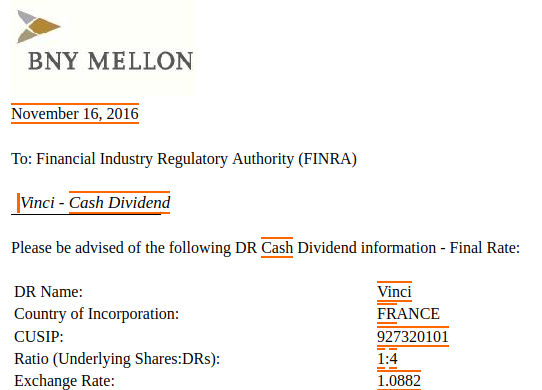 BNY MELLON
November 16, 2016
To: Financial Industry Regulatory Authority (FINRA)
Vinci - Cash Dividend
Please be advised of the following DR Cash Dividend information - Final Rate:
DR Name: Vinci
Country of Incorporation: FRANCE
CUSIP: 927320101
Ratio (Underlying Shares:DRs): 1:4
Exchange Rate: 1.0882